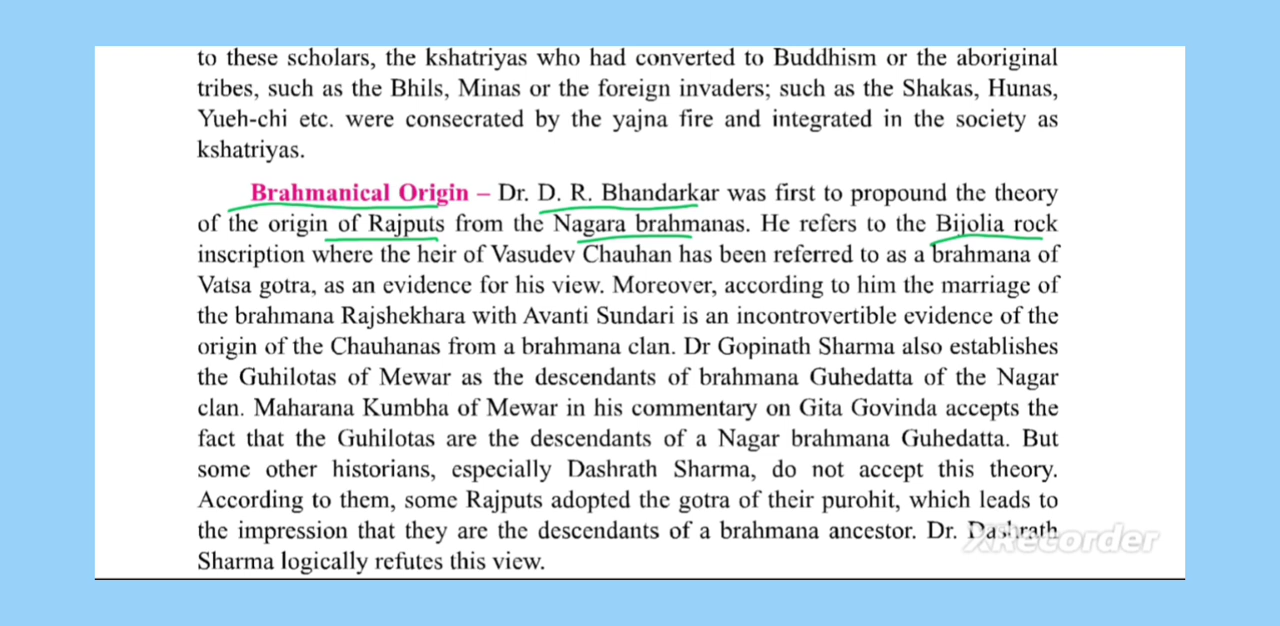 to these scholars, the kshatriyas who had converted to Buddhism or the aboriginal
tribes, such as the Bhils, Minas or the foreign invaders; such as the Shakas, Hunas,
Yueh-chi etc. were consecrated by the yajna fire and integrated in the society as
kshatriyas.
Brahmanical Origin – Dr. D. R. Bhandarkar was first to propound the theory
of the origin of Rajputs from the Nagara brahmanas. He refers to the Bijolia rock
inscription where the heir of Vasudev Chauhan has been referred to as a brahmana of
Vatsa gotra, as an evidence for his view. Moreover, according to him the marriage of
the brahmana Rajshekhara with Avanti Sundari is an incontrovertible evidence of the
origin of the Chauhanas from a brahmana clan. Dr Gopinath Sharma also establishes
the Guhilotas of Mewar as the descendants of brahmana Guhedatta of the Nagar
clan. Maharana Kumbha of Mewar in his commentary on Gita Govinda accepts the
fact that the Guhilotas are the descendants of a Nagar brahmana Guhedatta. But
some other historians, especially Dashrath Sharma, do not accept this theory.
According to them, some Rajputs adopted the gotra of their purohit, which leads to
the impression that they are the descendants of a brahmana ancestor. Dr. Dashrath
XRecorder
Sharma logically refutes this view.